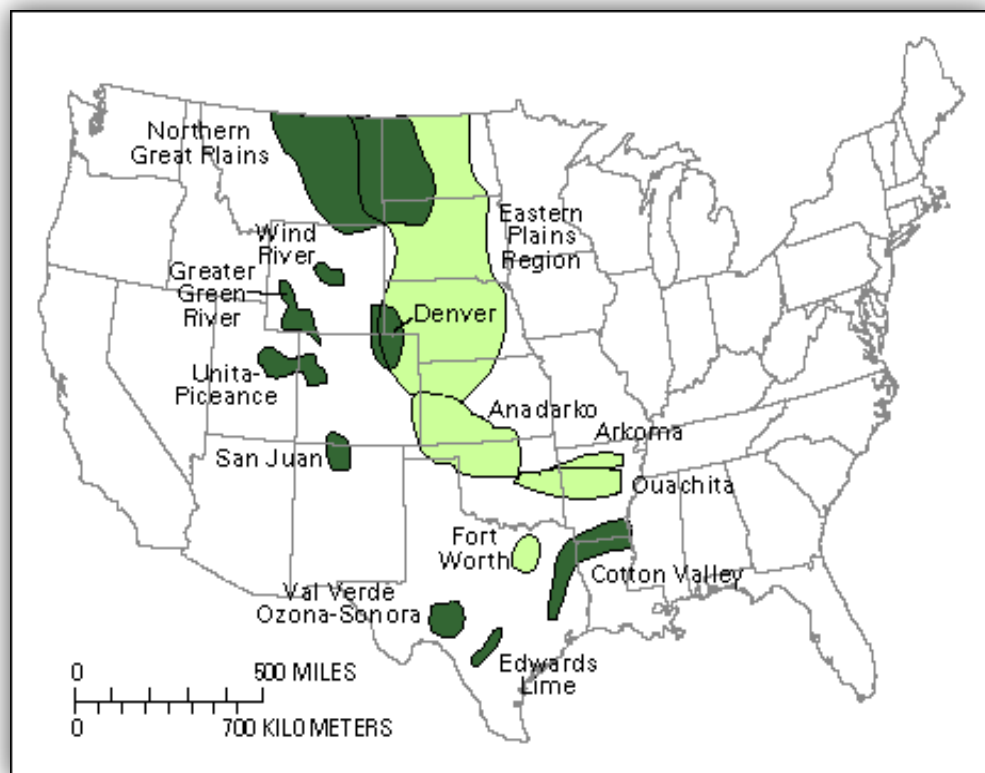 Northern
Great Plains
Wind
River
Eastern
Plains
Region
Greater
Green
River
Denver
Unita-
Piceance
Anadarko
Arkoma
San Juan
Ouachita
Fort
Worth
Cotton Valley
Val Verde
Ozona-Sonora
Edwards
Lime
0 500 MILES
0 700 KILOMETERS